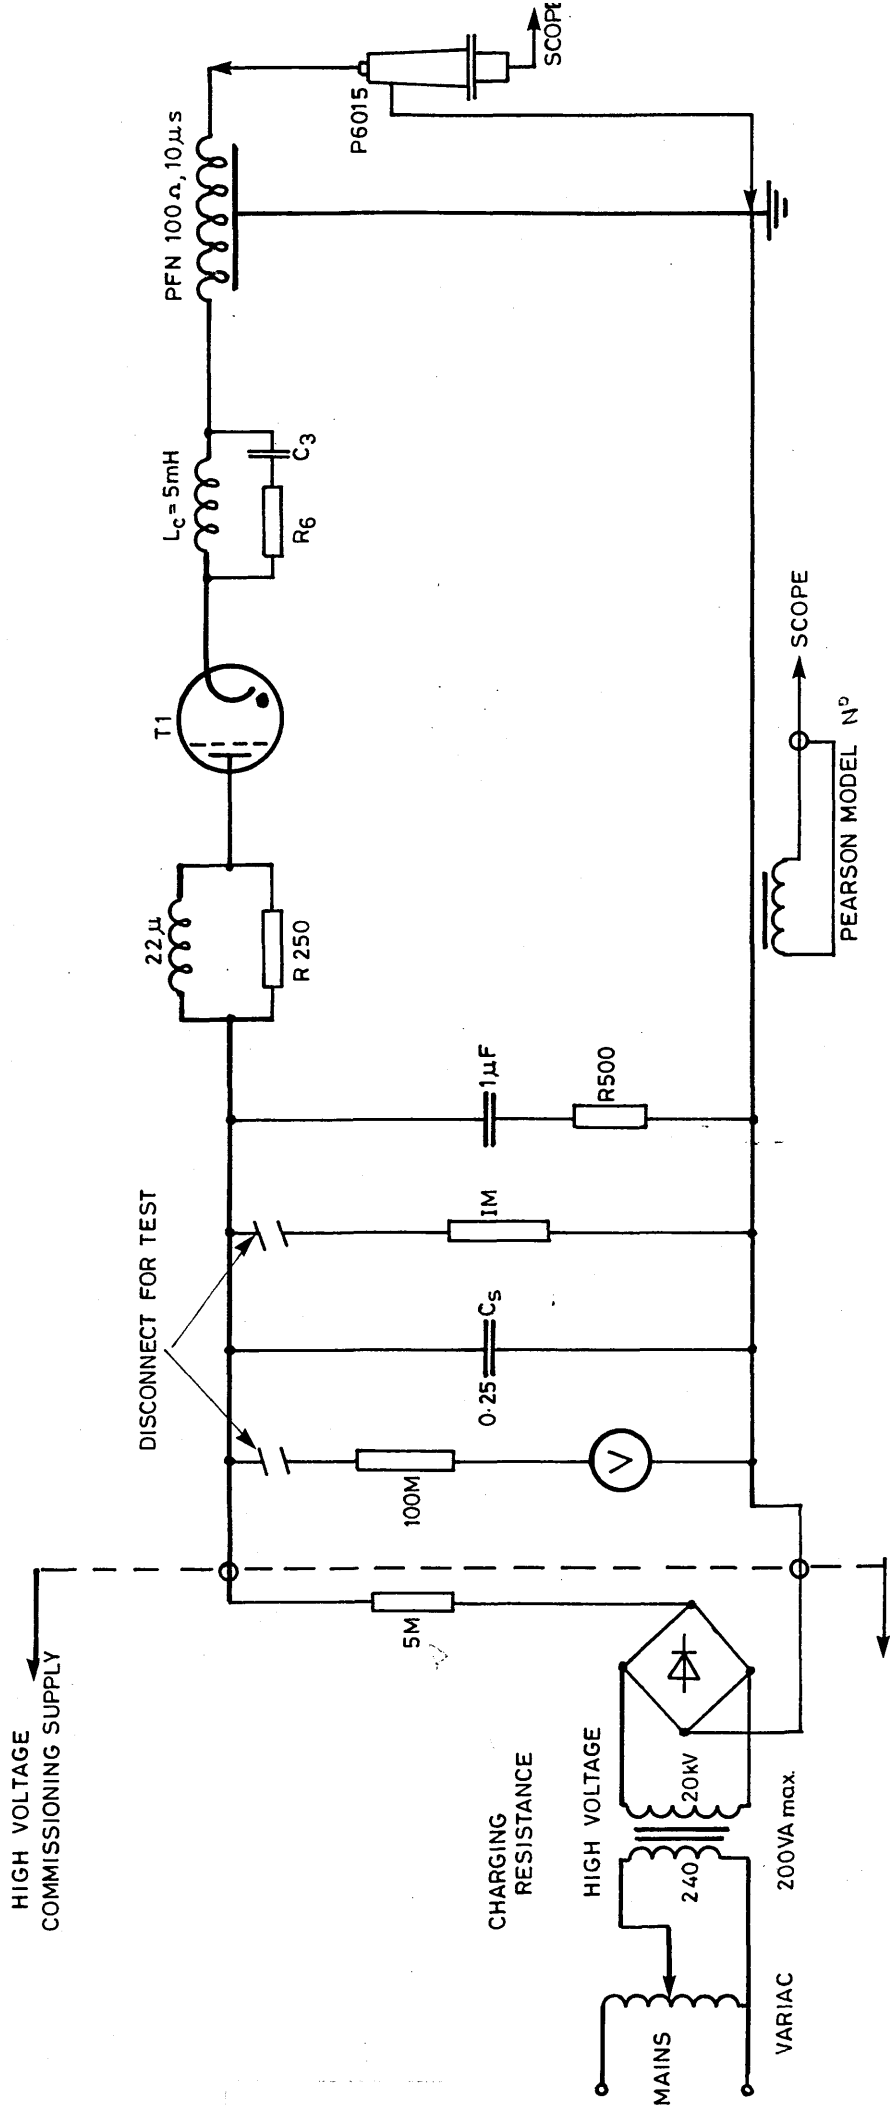 HIGH VOLTAGE
COMMISSIONING SUPPLY
DISCONNECT FOR TEST
22µ
R 250
T1
Lc = 5mH
R6
C3
PFN 100Ω, 10µs
P6015
SCOPE
MAINS
VARIAC
240
20kV
HIGH VOLTAGE
200VA max.
CHARGING
RESISTANCE
5M
100M
V
0·25
Cs
1M
1µF
R500
PEARSON MODEL Nº
SCOPE